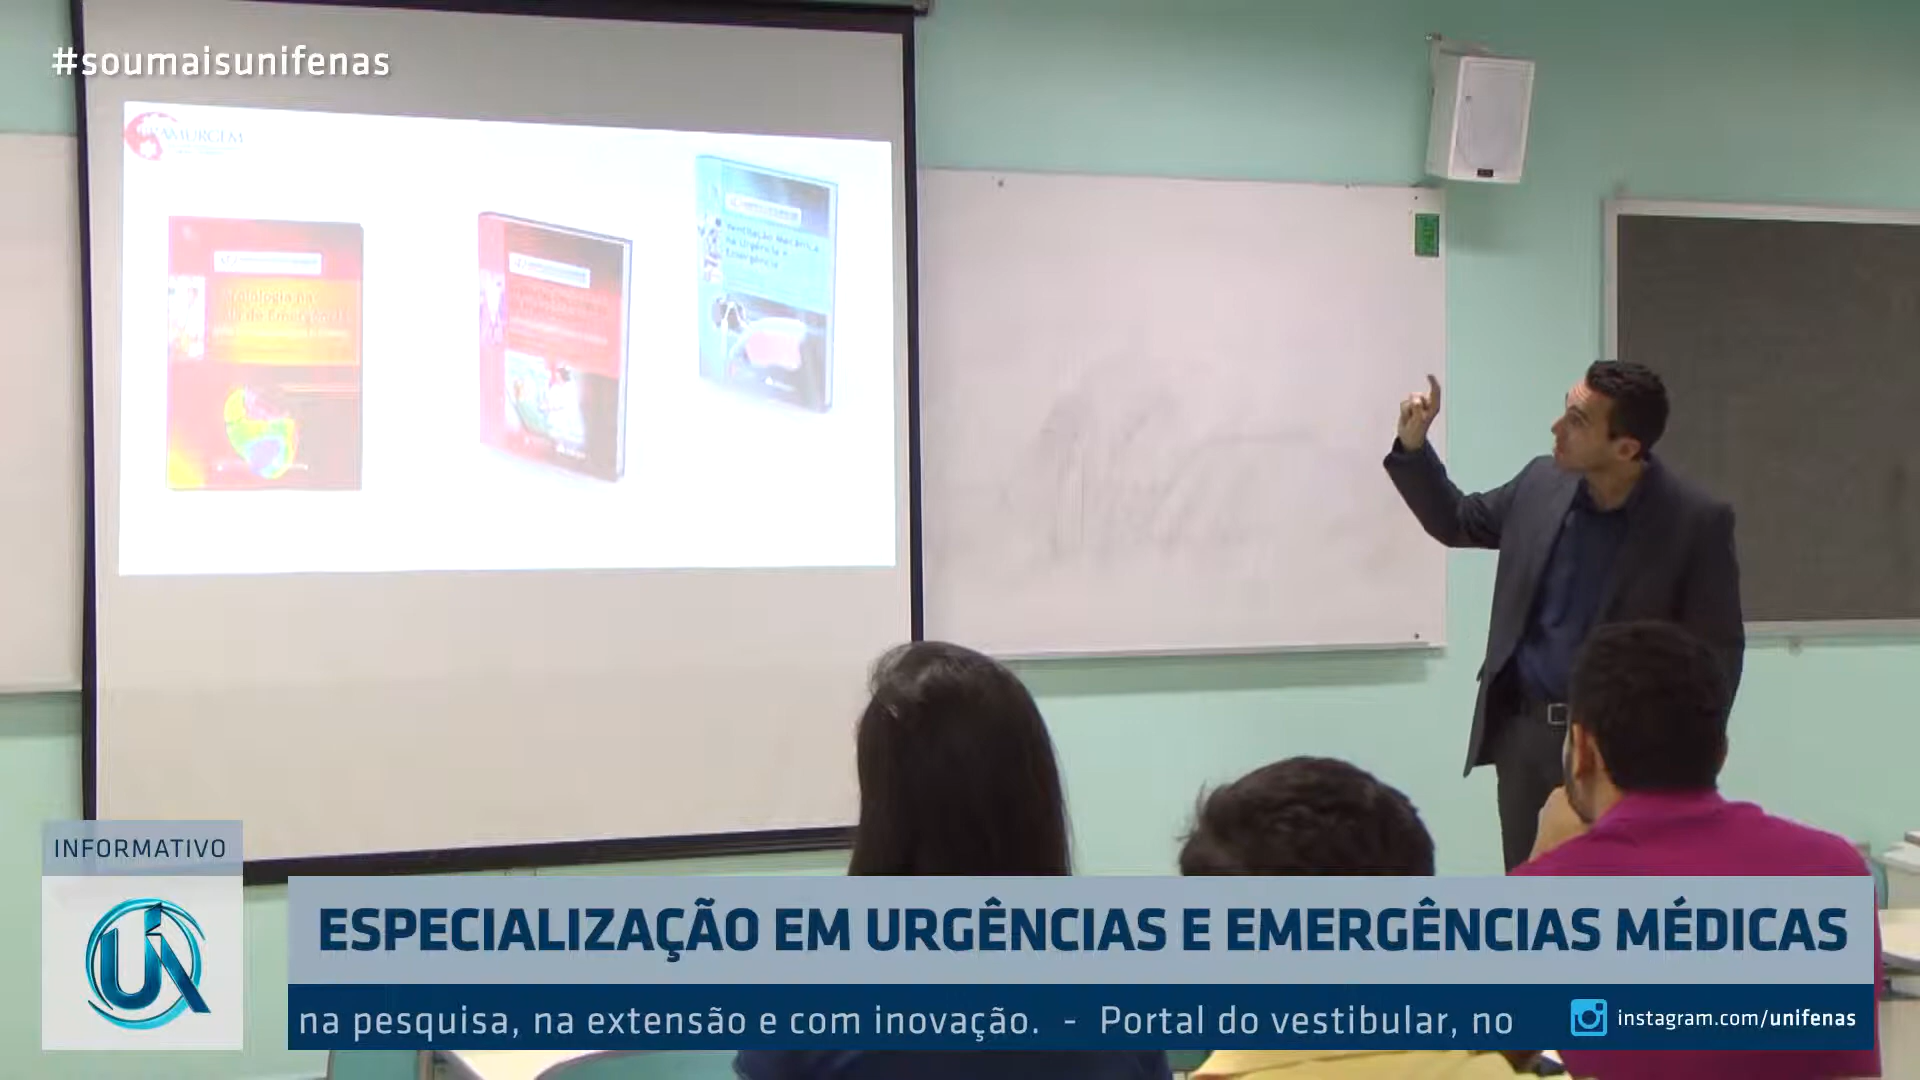 #soumaisunifenas
Emergência
INFORMATIVO
ESPECIALIZAÇÃO EM URGÊNCIAS E EMERGÊNCIAS MÉDICAS
na pesquisa, na extensão e com inovação. - Portal do vestibular, no
instagram.com/unifenas